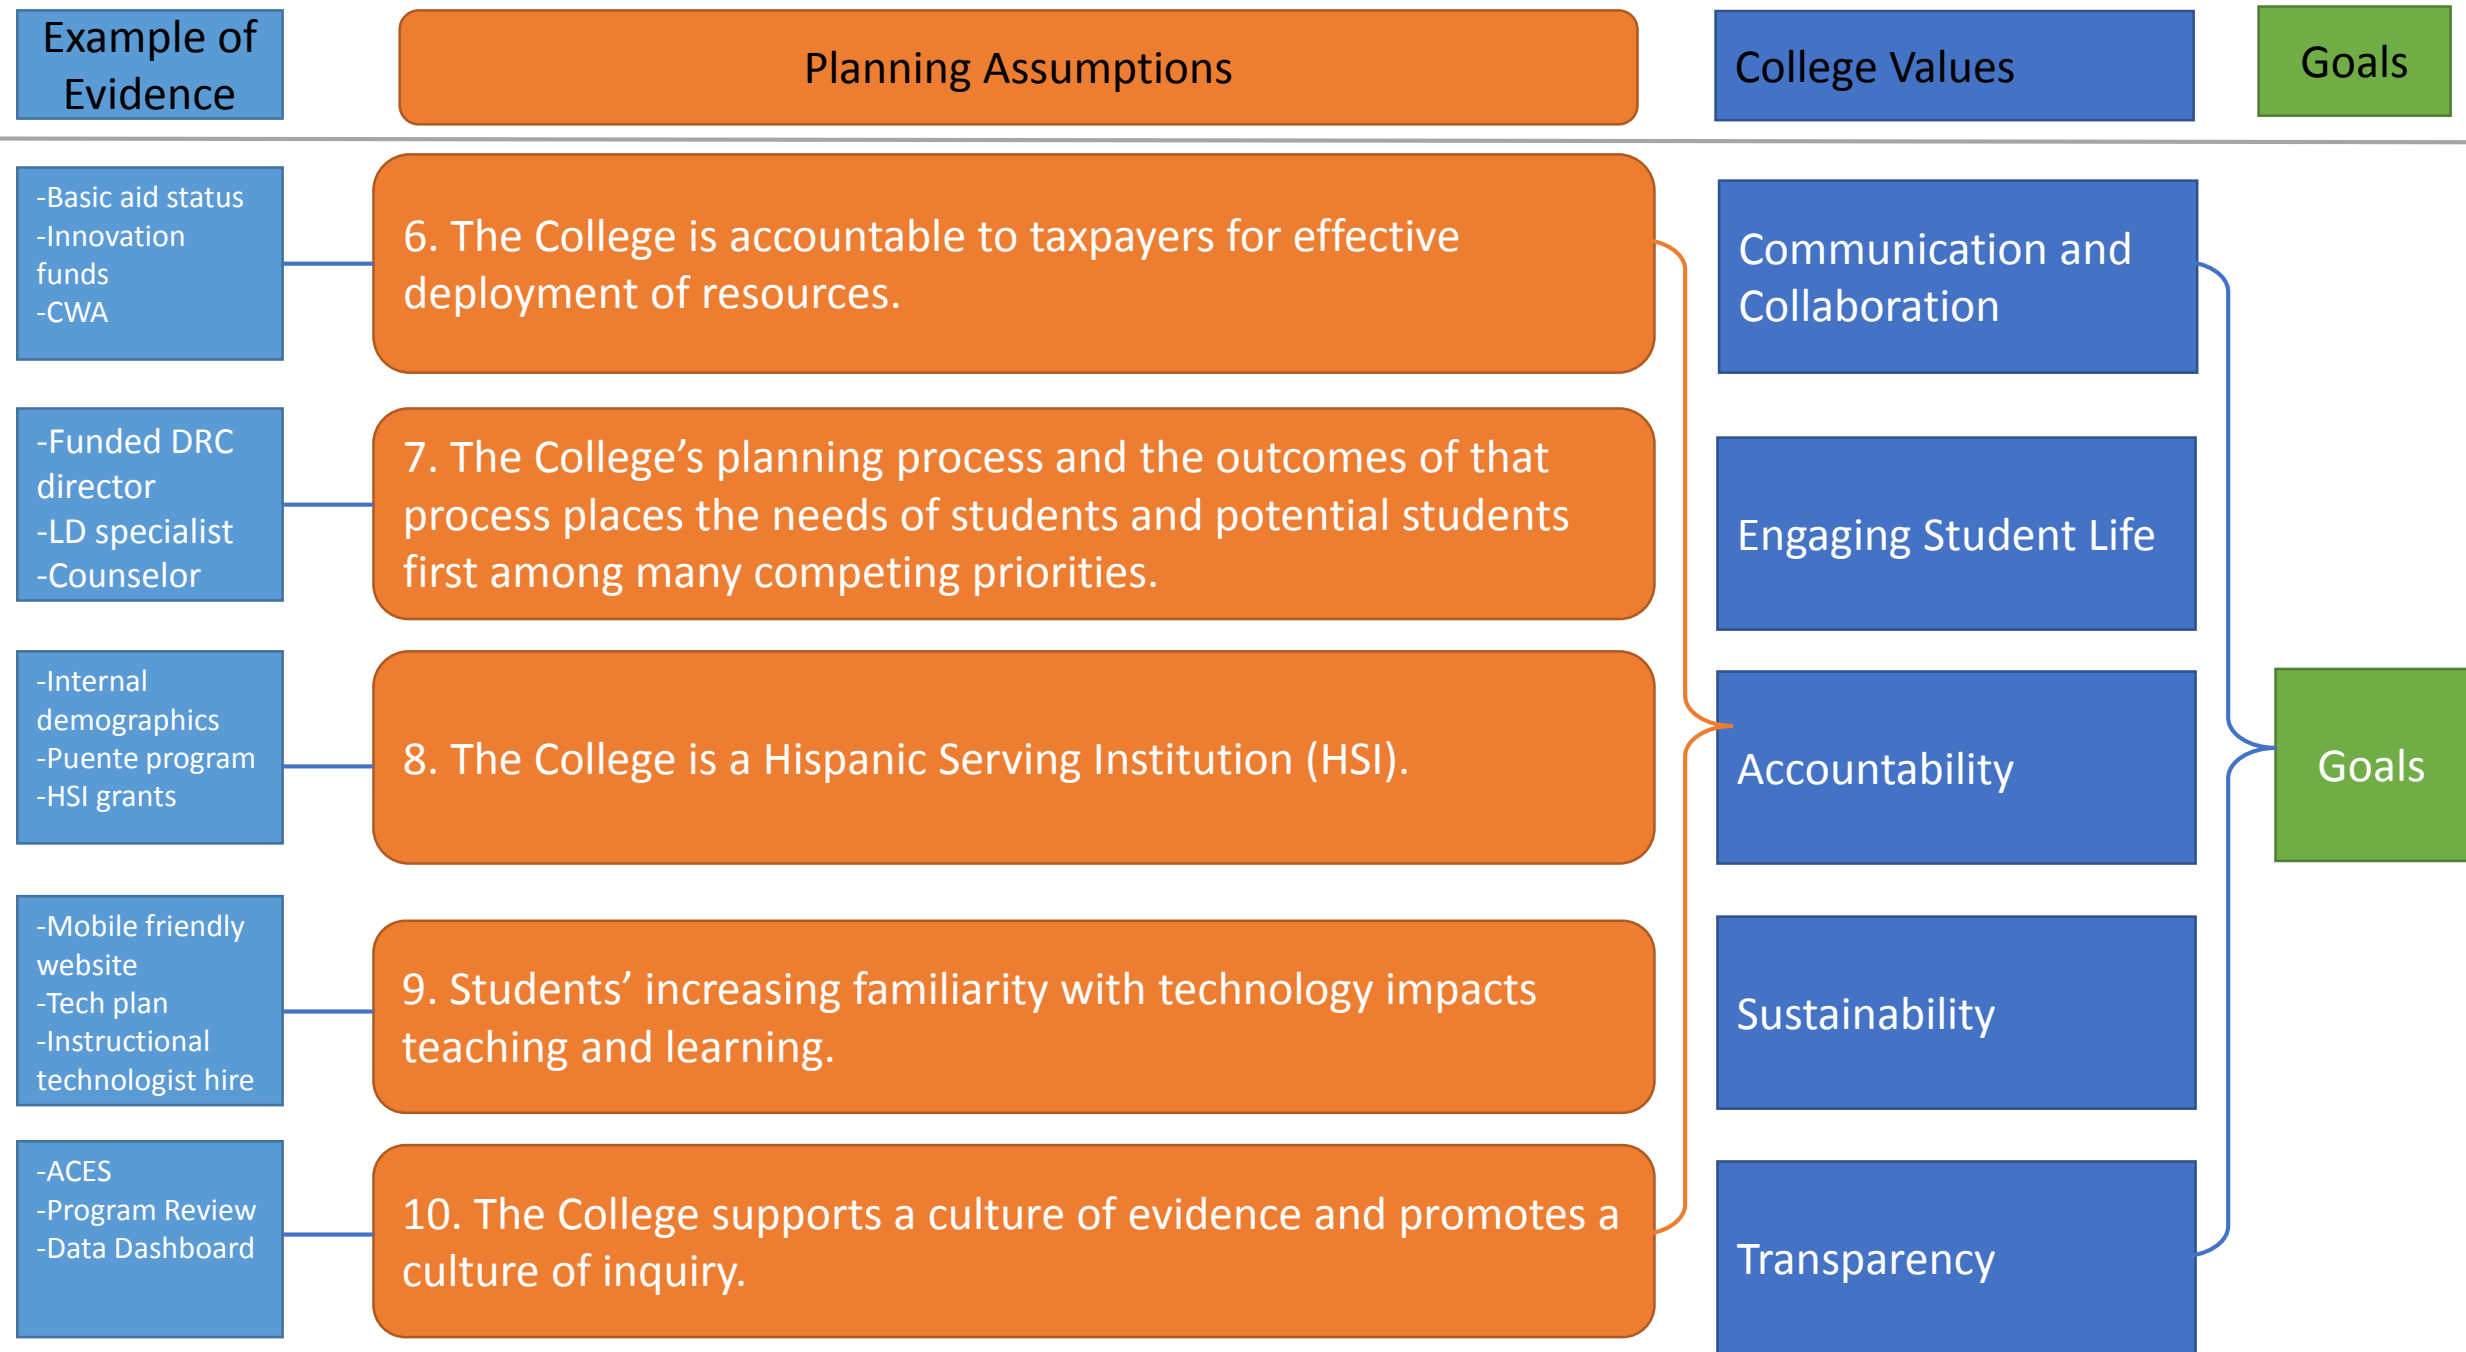 Example of
Evidence
Planning Assumptions
College Values
Goals
-Basic aid status
-Innovation
funds
-CWA
6. The College is accountable to taxpayers for effective
deployment of resources.
Communication and
Collaboration
-Funded DRC
director
-LD specialist
-Counselor
7. The College’s planning process and the outcomes of that
process places the needs of students and potential students
first among many competing priorities.
Engaging Student Life
-Internal
demographics
-Puente program
-HSI grants
8. The College is a Hispanic Serving Institution (HSI).
Accountability
Goals
-Mobile friendly
website
-Tech plan
-Instructional
technologist hire
9. Students’ increasing familiarity with technology impacts
teaching and learning.
Sustainability
-ACES
-Program Review
-Data Dashboard
10. The College supports a culture of evidence and promotes a
culture of inquiry.
Transparency